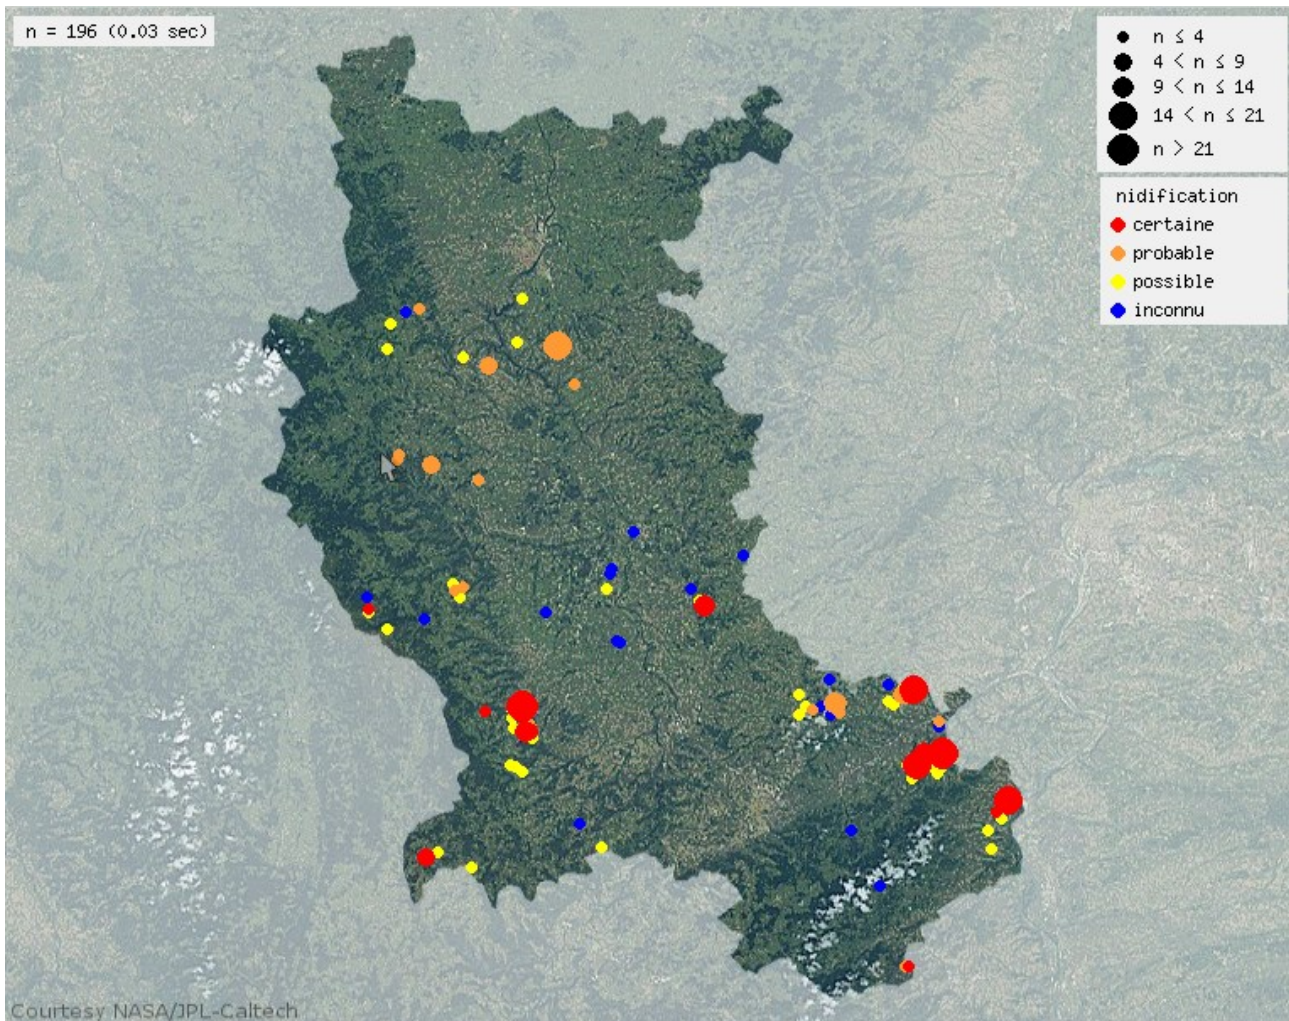 n = 196 (0.03 sec)
n ≤ 4
4 < n ≤ 9
9 < n ≤ 14
14 < n ≤ 21
n > 21
nidification
certaine
probable
possible
inconnu
Courtesy NASA/JPL-Caltech